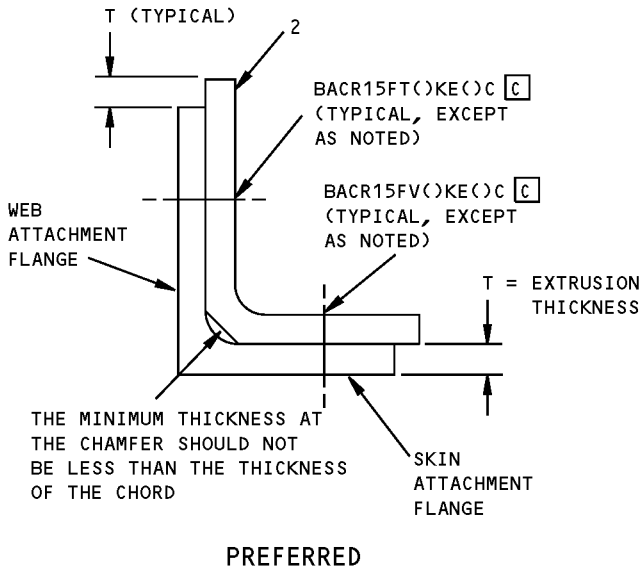 T (TYPICAL)
2
BACR15FT()KE()C C
(TYPICAL, EXCEPT
AS NOTED)
BACR15FV()KE()C C
(TYPICAL, EXCEPT
AS NOTED)
WEB
ATTACHMENT
FLANGE
T = EXTRUSION
THICKNESS
THE MINIMUM THICKNESS AT
THE CHAMFER SHOULD NOT
BE LESS THAN THE THICKNESS
OF THE CHORD
SKIN
ATTACHMENT
FLANGE
PREFERRED